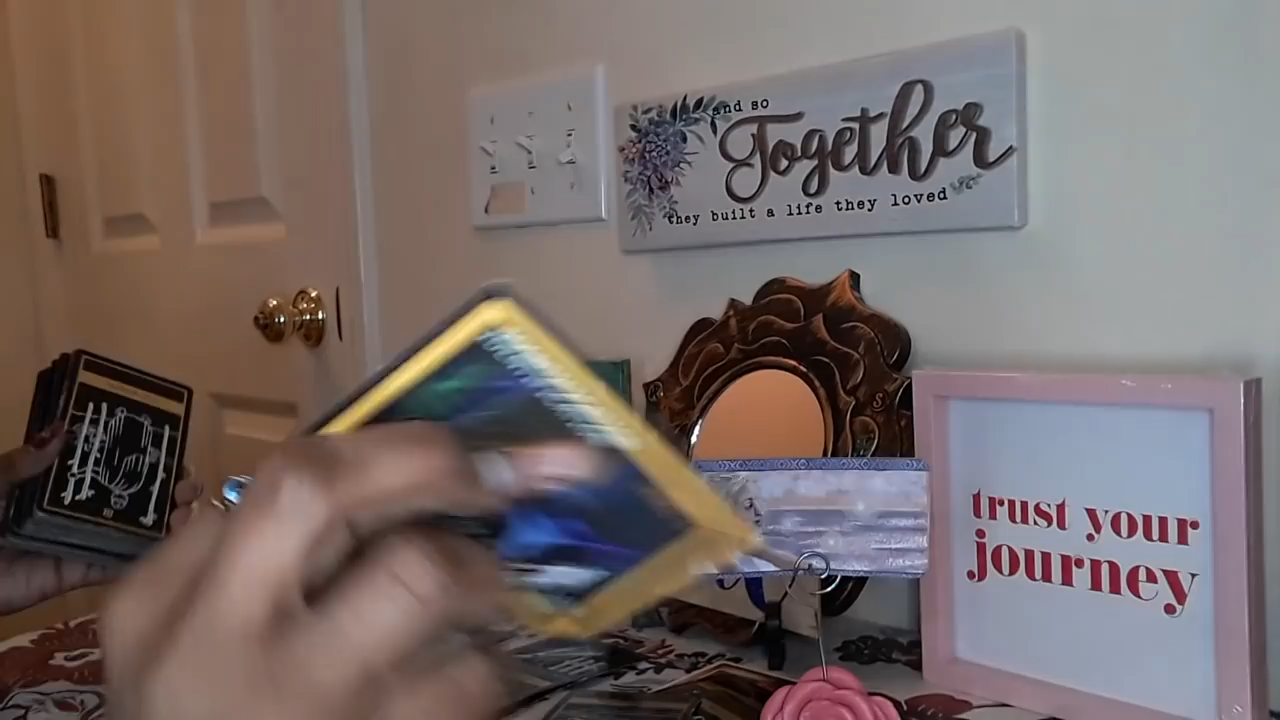 and so
Together
they built a life they loved
trust your
journey